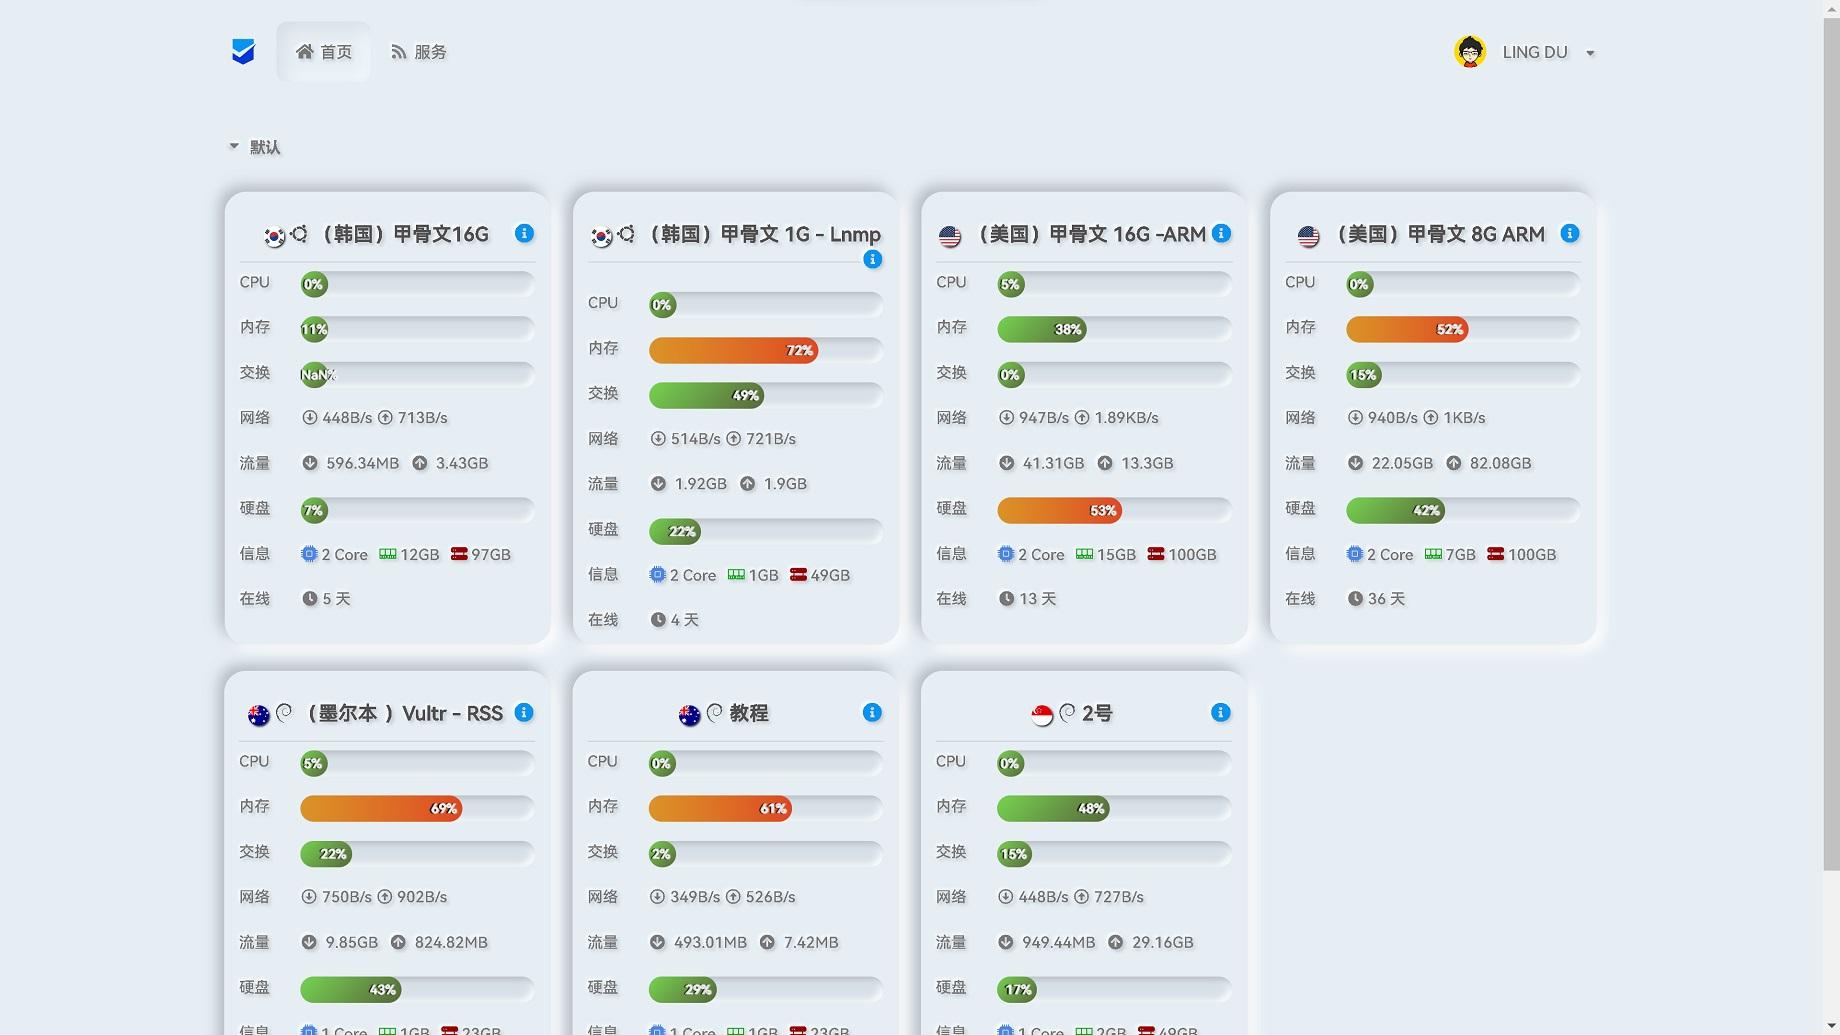 首页 服务 LING DU
默认
（韩国）甲骨文16G
CPU 0%
内存 11%
交换 NaN%
网络 448B/s 713B/s
流量 596.34MB 3.43GB
硬盘 7%
信息 2 Core 12GB 97GB
在线 5 天
（韩国）甲骨文 1G - Lnmp
CPU 0%
内存 72%
交换 49%
网络 514B/s 721B/s
流量 1.92GB 1.9GB
硬盘 22%
信息 2 Core 1GB 49GB
在线 4 天
（美国）甲骨文 16G -ARM
CPU 5%
内存 38%
交换 0%
网络 947B/s 1.89KB/s
流量 41.31GB 13.3GB
硬盘 53%
信息 2 Core 15GB 100GB
在线 13 天
（美国）甲骨文 8G ARM
CPU 0%
内存 52%
交换 15%
网络 940B/s 1KB/s
流量 22.05GB 82.08GB
硬盘 42%
信息 2 Core 7GB 100GB
在线 36 天
（墨尔本 ）Vultr - RSS
CPU 5%
内存 69%
交换 22%
网络 750B/s 902B/s
流量 9.85GB 824.82MB
硬盘 43%
信息 1 Core 1GB 23GB
教程
CPU 0%
内存 61%
交换 2%
网络 349B/s 526B/s
流量 493.01MB 7.42MB
硬盘 29%
信息 1 Core 1GB 23GB
2号
CPU 0%
内存 48%
交换 15%
网络 448B/s 727B/s
流量 949.44MB 29.16GB
硬盘 17%
信息 1 Core 2GB 49GB